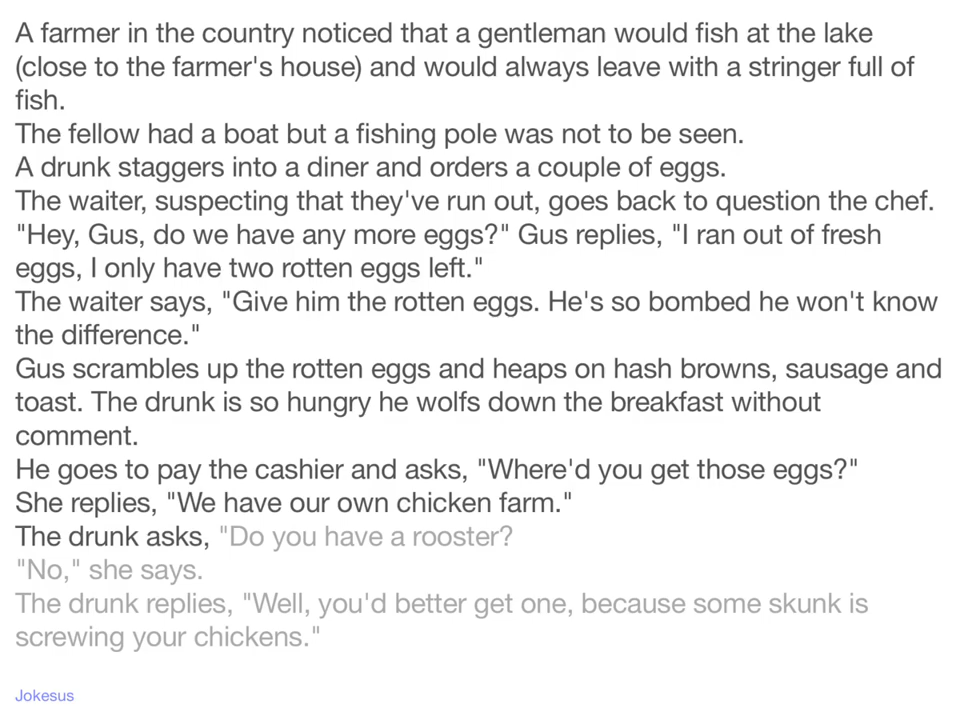 A farmer in the country noticed that a gentleman would fish at the lake
(close to the farmer's house) and would always leave with a stringer full of
fish.
The fellow had a boat but a fishing pole was not to be seen.
A drunk staggers into a diner and orders a couple of eggs.
The waiter, suspecting that they've run out, goes back to question the chef.
"Hey, Gus, do we have any more eggs?" Gus replies, "I ran out of fresh
eggs, I only have two rotten eggs left."
The waiter says, "Give him the rotten eggs. He's so bombed he won't know
the difference."
Gus scrambles up the rotten eggs and heaps on hash browns, sausage and
toast. The drunk is so hungry he wolfs down the breakfast without
comment.
He goes to pay the cashier and asks, "Where'd you get those eggs?"
She replies, "We have our own chicken farm."
The drunk asks, "Do you have a rooster?
"No," she says.
The drunk replies, "Well, you'd better get one, because some skunk is
screwing your chickens."
Jokesus